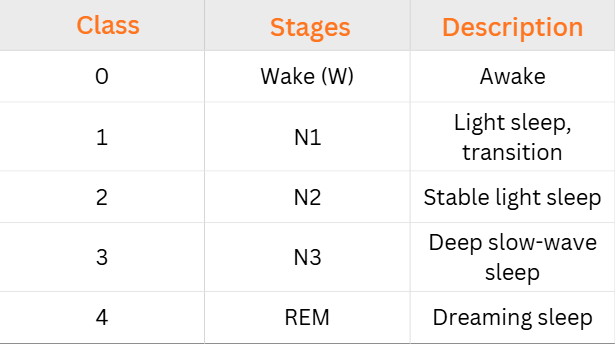 Class Stages Description
0 Wake (W) Awake
1 N1 Light sleep,
transition
2 N2 Stable light sleep
3 N3 Deep slow-wave
sleep
4 REM Dreaming sleep